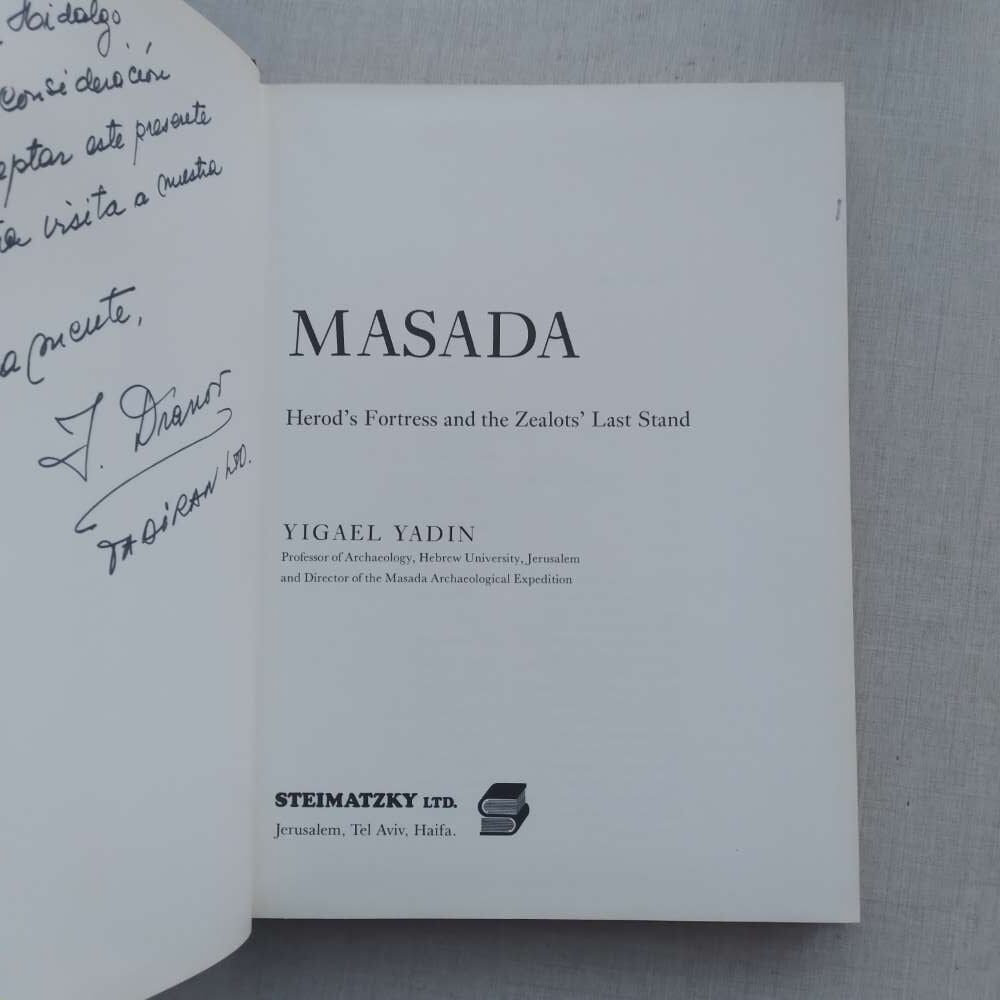 Hidalgo
Consideración
eptar este presente
visita a nuestra
amente,
J. Dranov
TADIRAN LTD.
MASADA
Herod's Fortress and the Zealots' Last Stand
YIGAEL YADIN
Professor of Archaeology, Hebrew University, Jerusalem
and Director of the Masada Archaeological Expedition
STEIMATZKY LTD.
Jerusalem, Tel Aviv, Haifa.